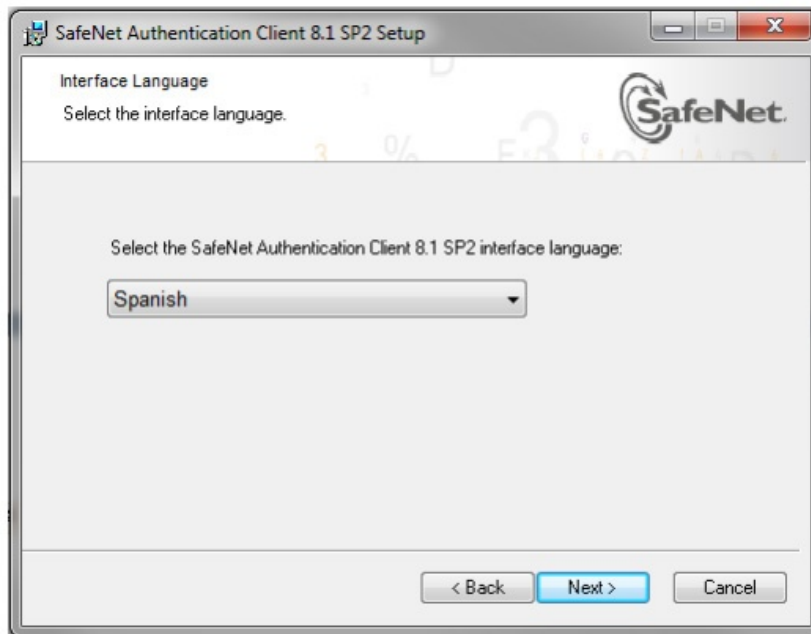 SafeNet Authentication Client 8.1 SP2 Setup
Interface Language
Select the interface language.
SafeNet.
Select the SafeNet Authentication Client 8.1 SP2 interface language:
Spanish
< Back
Next >
Cancel